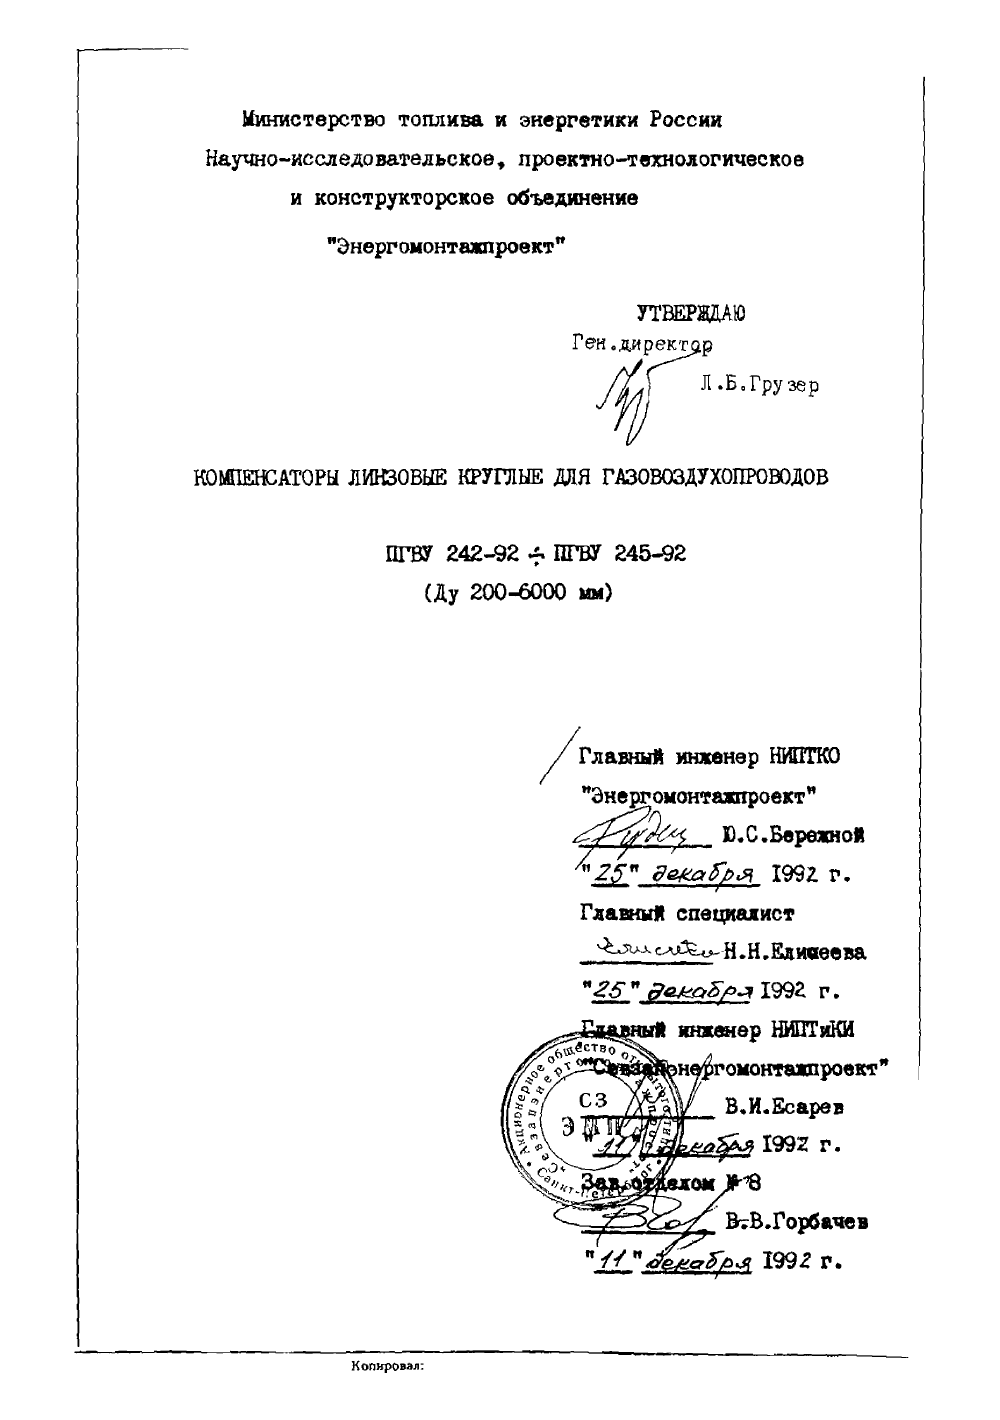 Министерство топлива и энергетики России
Научно-исследовательское, проектно-технологическое
и конструкторское объединение
"Энергомонтажпроект"
УТВЕРЖДАЮ
Ген.директор
Л.Б.Грузер
КОМПЕНСАТОРЫ ЛИНЗОВЫЕ КРУГЛЫЕ ДЛЯ ГАЗОВОЗДУХОПРОВОДОВ
ПГВУ 242-92 ÷ ПГВУ 245-92
(Ду 200-6000 мм)
Главный инженер НИПТКО
"Энергомонтажпроект"
Ю.С.Бережной
"25" декабря 1992 г.
Главный специалист
Н.Н.Елисеева
"25" декабря 1992 г.
Главный инженер НИПТиКИ
"Севзапэнергомонтажпроект"
В.И.Есарев
"11" декабря 1992 г.
Зав.отделом № 8
В.В.Горбачев
"11" декабря 1992 г.
Акционерное общество открытого типа
"Севзапэнергомонтажпроект"
Санкт-Петербург
СЗ
ЭМП
Копировал: